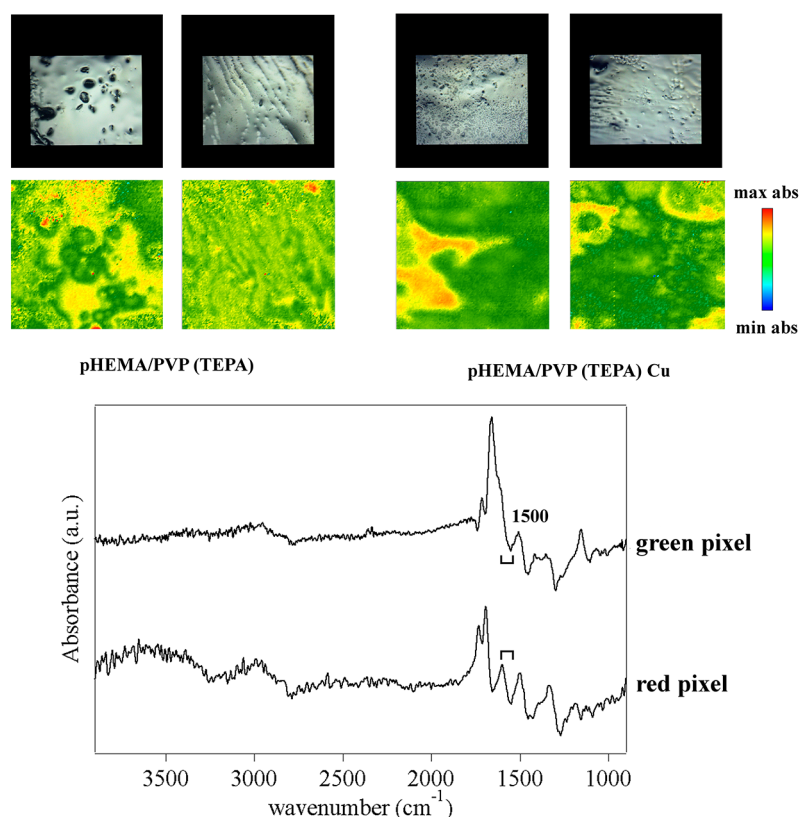 max abs
min abs
pHEMA/PVP (TEPA)
pHEMA/PVP (TEPA) Cu
1500
green pixel
red pixel
Absorbance (a.u.)
3500 3000 2500 2000 1500 1000
wavenumber (cm⁻¹)